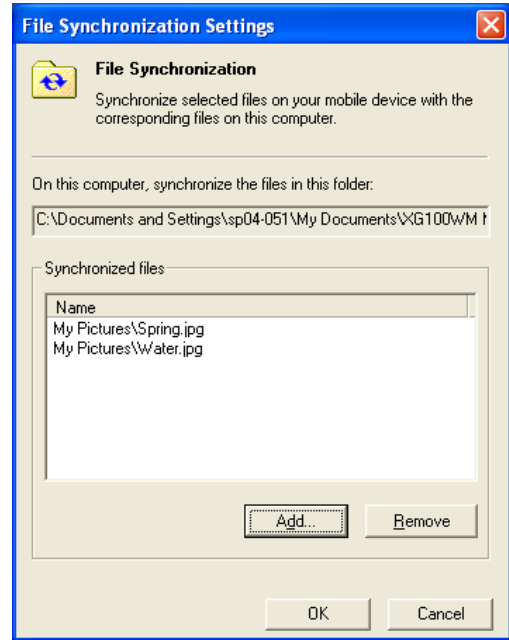 File Synchronization Settings
File Synchronization
Synchronize selected files on your mobile device with the
corresponding files on this computer.
On this computer, synchronize the files in this folder:
C:\Documents and Settings\sp04-051\My Documents\XG100WM
Synchronized files
Name
My Pictures\Spring.jpg
My Pictures\Water.jpg
Add... Remove
OK Cancel